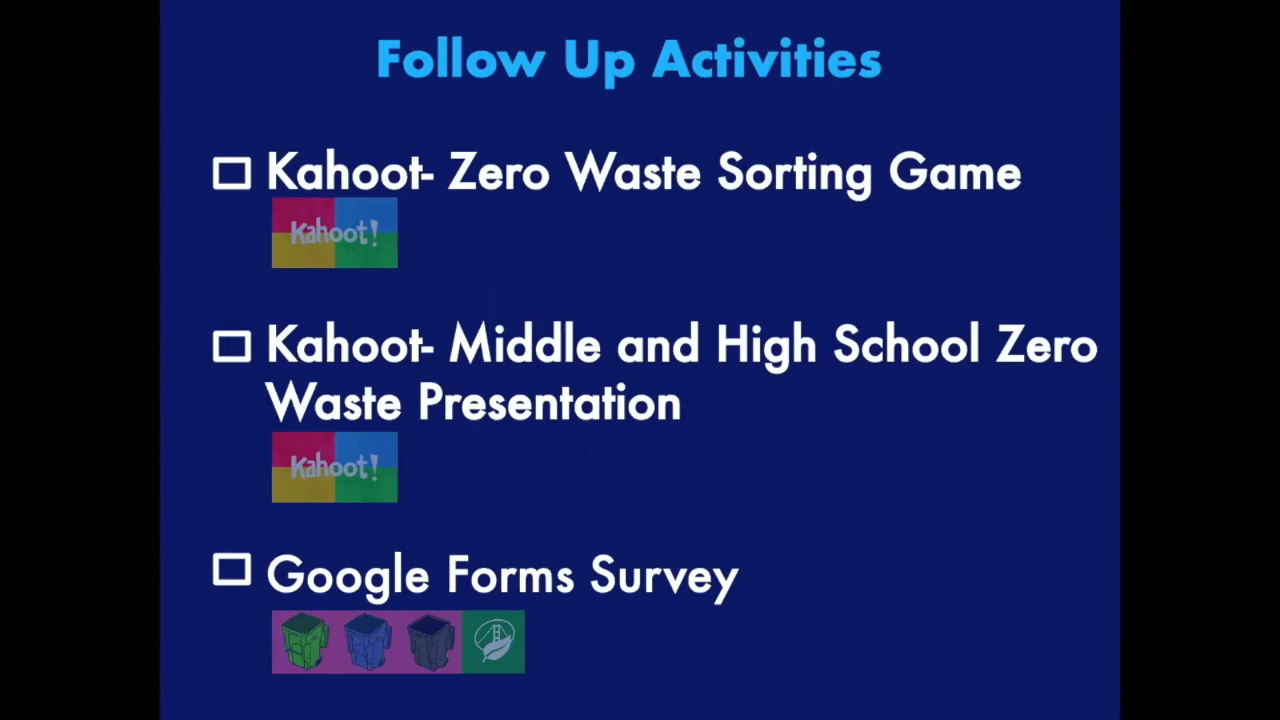 Follow Up Activities
Kahoot- Zero Waste Sorting Game
Kahoot!
Kahoot- Middle and High School Zero
Waste Presentation
Kahoot!
Google Forms Survey